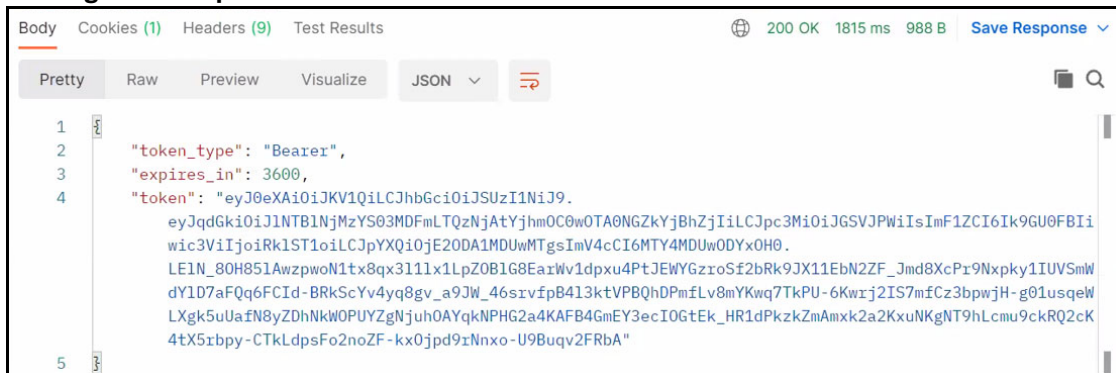 Body Cookies (1) Headers (9) Test Results 200 OK 1815 ms 988 B Save Response
Pretty Raw Preview Visualize JSON
1 {
2 "token_type": "Bearer",
3 "expires_in": 3600,
4 "token": "eyJ0eXAiOiJKV1QiLCJhbGciOiJSUzI1NiJ9.
eyJqdGkiOiJlNTBlNjMzYS03MDFmLTQzNjAtYjhmOC0wOTA0NGZkYjBhZjIiLCJpc3MiOiJGSVJPWiIsImF1ZCI6Ik9GU0FBIi
wic3ViIjoiRklST1oiLCJpYXQiOjE2ODA1MDUwMTgsImV4cCI6MTY4MDUwODYxOH0.
LElN_8OH85lAwzpwoN1tx8qx3l1lx1LpZOBlG8EarWv1dpxu4PtJEWYGzroSf2bRk9JX11EbN2ZF_Jmd8XcPr9Nxpky1IUVSmW
dYlD7aFQq6FCId-BRkScYv4yq8gv_a9JW_46srvfpB4l3ktVPBQhDPmfLv8mYKwq7TkPU-6Kwrj2IS7mfCz3bpwjH-g01usqeW
LXgk5uUafN8yZDhNkWOPUYZgNjuhOAYqkNPHG2a4KAFB4GmEY3ecIOGtEk_HR1dPkzkZmAmxk2a2KxuNKgNT9hLcmu9ckRQ2cK
4tX5rbpy-CTkLdpsFo2noZF-kxOjpd9rNnxo-U9Buqv2FRbA"
5 }